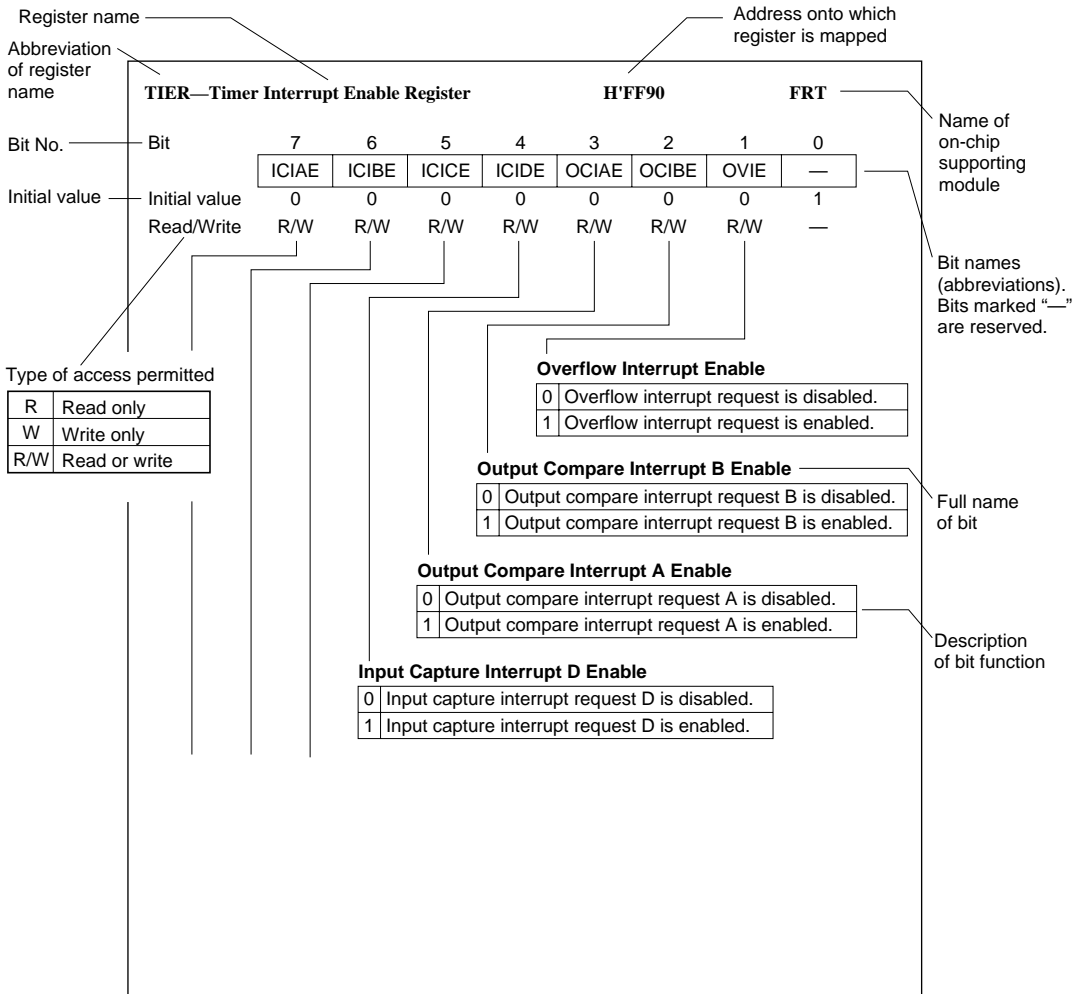 Register name
Address onto which
register is mapped
Abbreviation
of register
name
TIER—Timer Interrupt Enable Register H'FF90 FRT
Name of
on-chip
supporting
module
Bit No. Bit 7 6 5 4 3 2 1 0
ICIAE ICIBE ICICE ICIDE OCIAE OCIBE OVIE —
Initial value Initial value 0 0 0 0 0 0 0 1
Read/Write R/W R/W R/W R/W R/W R/W R/W —
Bit names
(abbreviations).
Bits marked “—”
are reserved.
Type of access permitted
R Read only
W Write only
R/W Read or write
Overflow Interrupt Enable
0 Overflow interrupt request is disabled.
1 Overflow interrupt request is enabled.
Output Compare Interrupt B Enable
0 Output compare interrupt request B is disabled.
1 Output compare interrupt request B is enabled.
Full name
of bit
Output Compare Interrupt A Enable
0 Output compare interrupt request A is disabled.
1 Output compare interrupt request A is enabled.
Description
of bit function
Input Capture Interrupt D Enable
0 Input capture interrupt request D is disabled.
1 Input capture interrupt request D is enabled.